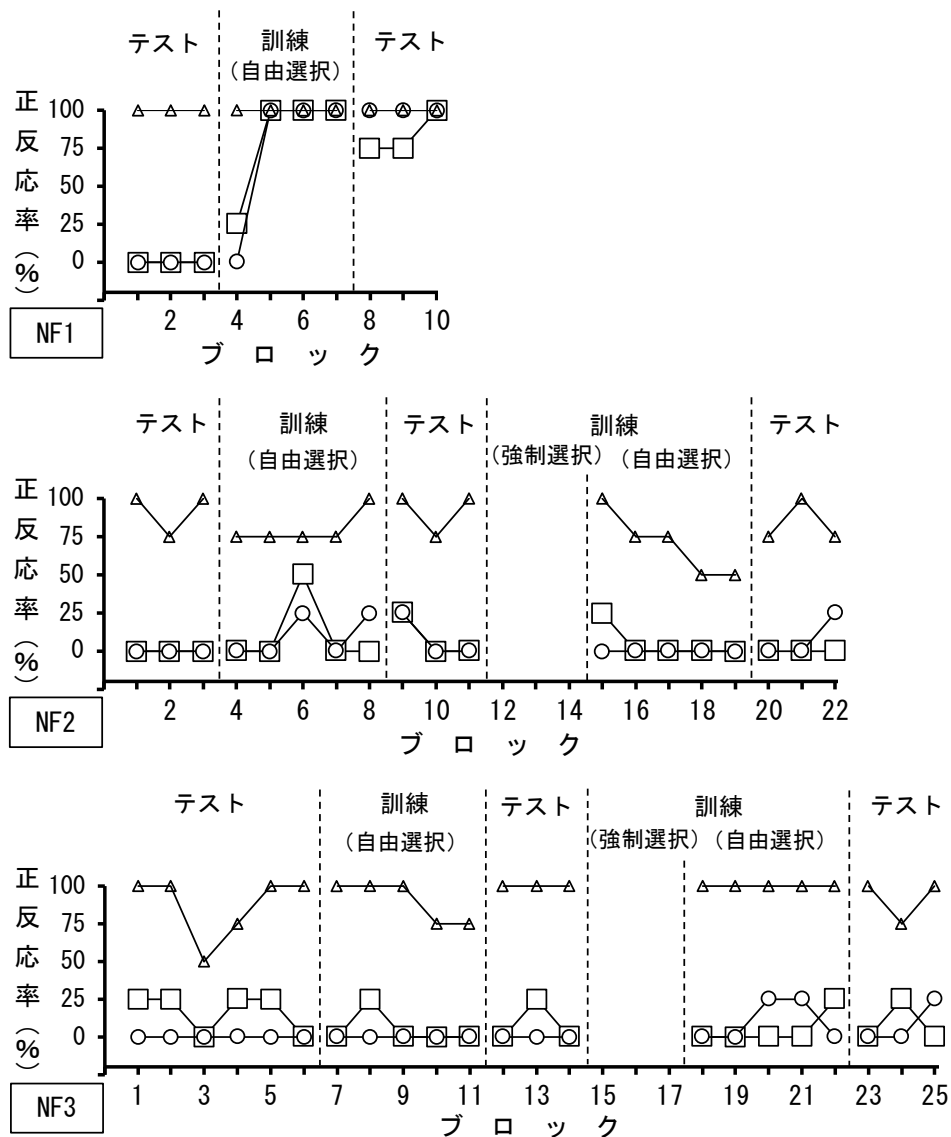 テスト 訓練 テスト
（自由選択）
正反応率（%）
100
75
50
25
0
2 4 6 8 10
NF1
ブロック
テスト 訓練 テスト 訓練 テスト
（自由選択） （強制選択） （自由選択）
正反応率（%）
100
75
50
25
0
2 4 6 8 10 12 14 16 18 20 22
NF2
ブロック
テスト 訓練 テスト 訓練 テスト
（自由選択） （強制選択） （自由選択）
正反応率（%）
100
75
50
25
0
1 3 5 7 9 11 13 15 17 19 21 23 25
NF3
ブロック